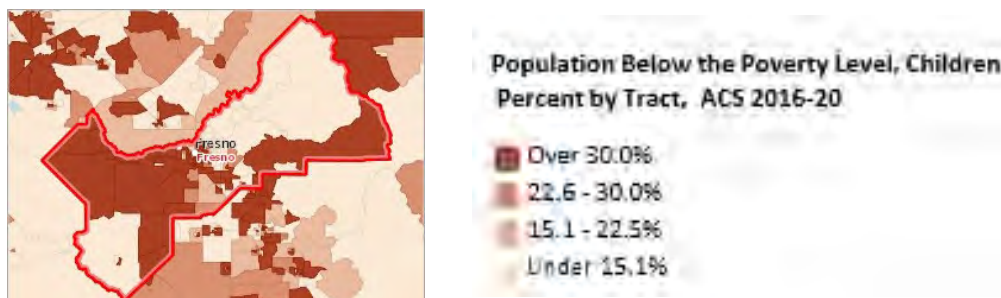 Fresno
Fresno
Population Below the Poverty Level, Children
Percent by Tract, ACS 2016-20
Over 30.0%
22.6 - 30.0%
15.1 - 22.5%
Under 15.1%